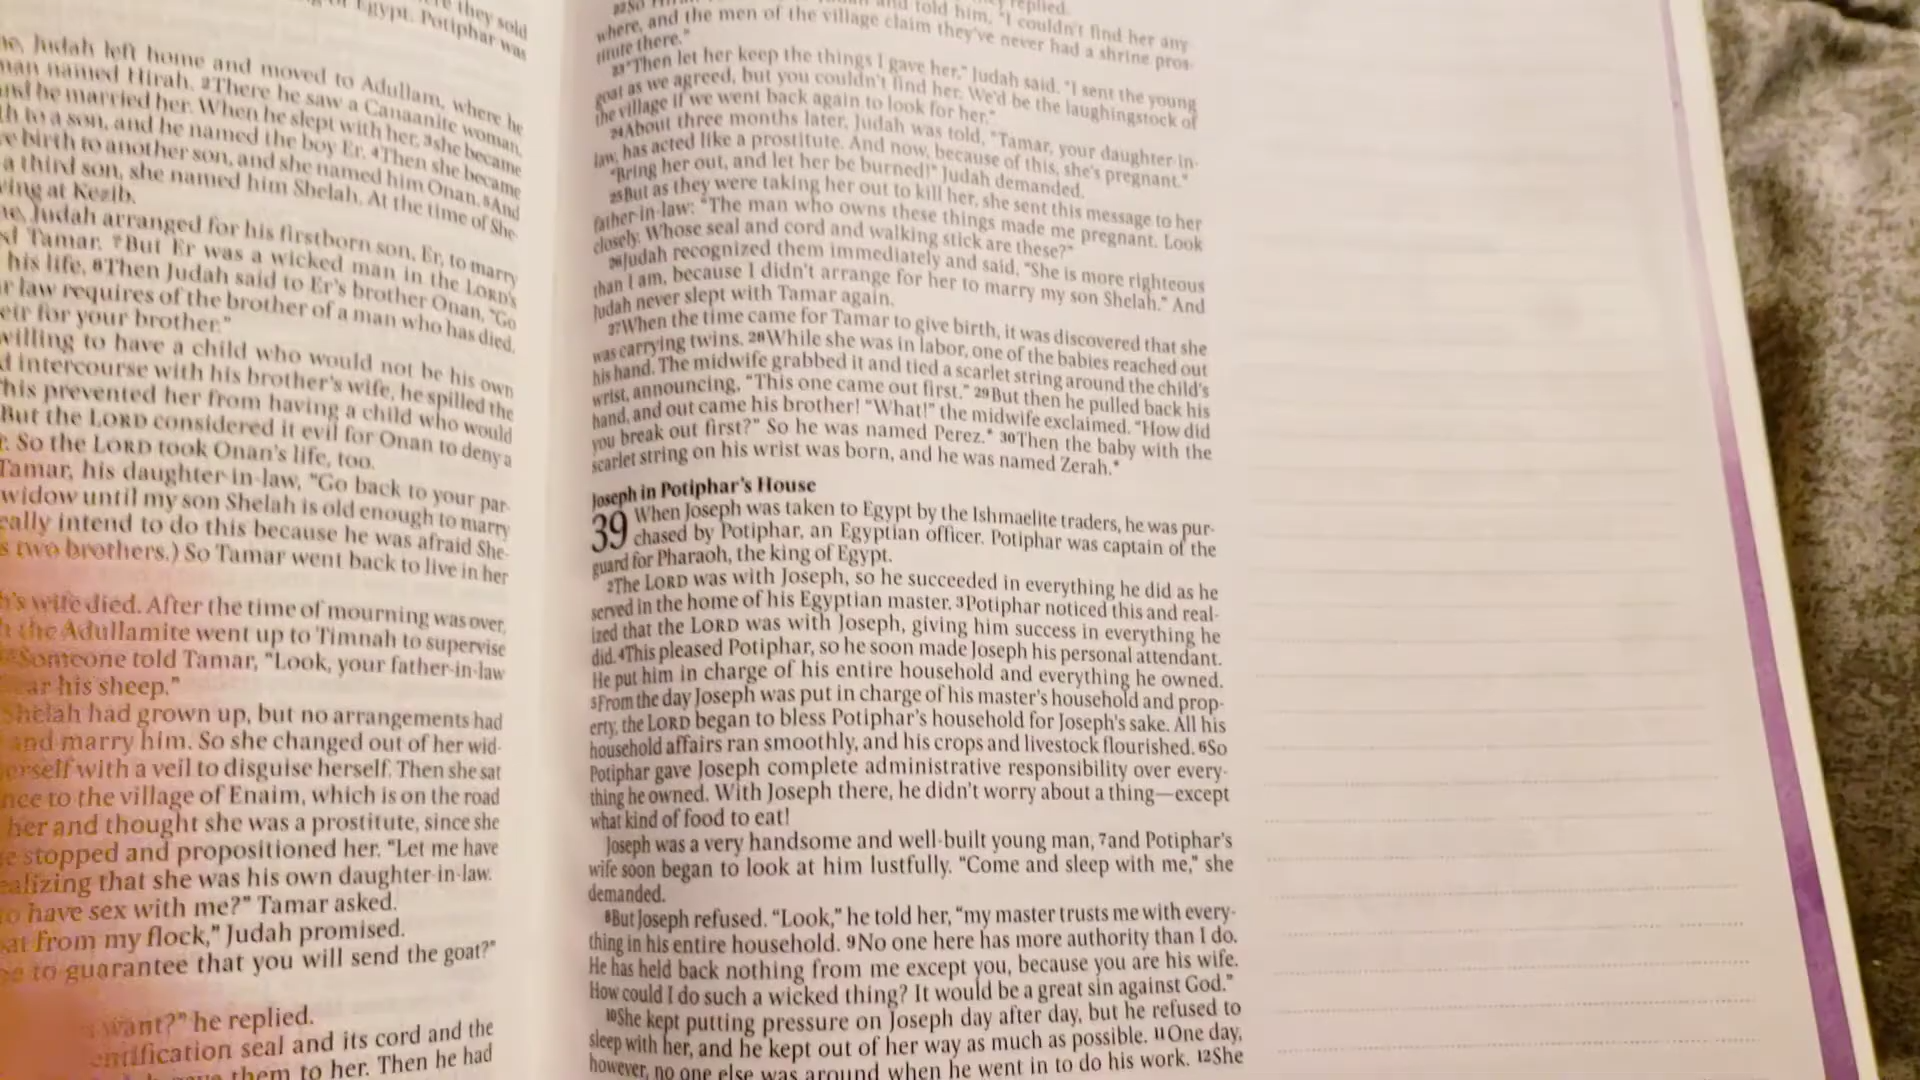 they sold
of Egypt. Potiphar was
Judah left home and moved to Adullam, where he
man named Hirah. 2There he saw a Canaanite woman,
and he married her. When he slept with her, 3she became
to a son, and he named the boy Er. 4Then she became
birth to another son, and she named him Onan. 5And
a third son, she named him Shelah. At the time of She-
at Kezib.
Judah arranged for his firstborn son, Er, to marry
Tamar. 7But Er was a wicked man in the LORD's
his life. 8Then Judah said to Er's brother Onan, "Go
law requires of the brother of a man who has died.
for your brother."
willing to have a child who would not be his own
intercourse with his brother's wife, he spilled the
this prevented her from having a child who would
But the LORD considered it evil for Onan to deny a
So the LORD took Onan's life, too.
Tamar, his daughter-in-law, "Go back to your par-
widow until my son Shelah is old enough to marry
intend to do this because he was afraid She-
two brothers.) So Tamar went back to live in her
wife died. After the time of mourning was over,
the Adullamite went up to Timnah to supervise
Someone told Tamar, "Look, your father-in-law
his sheep."
Shelah had grown up, but no arrangements had
and marry him. So she changed out of her wid-
herself with a veil to disguise herself. Then she sat
to the village of Enaim, which is on the road
her and thought she was a prostitute, since she
stopped and propositioned her. "Let me have
realizing that she was his own daughter-in-law.
to have sex with me?" Tamar asked.
from my flock," Judah promised.
to guarantee that you will send the goat?"
want?" he replied.
seal and its cord and the
them to her. Then he had
replied.
22So told him, "I couldn't find her any-
where, and the men of the village claim they've never had a shrine pros-
titute there."
23"Then let her keep the things I gave her," Judah said. "I sent the young
goat as we agreed, but you couldn't find her. We'd be the laughingstock of
the village if we went back again to look for her."
24About three months later, Judah was told, "Tamar, your daughter-in-
law, has acted like a prostitute. And now, because of this, she's pregnant."
"Bring her out, and let her be burned!" Judah demanded.
25But as they were taking her out to kill her, she sent this message to her
father-in-law: "The man who owns these things made me pregnant. Look
closely. Whose seal and cord and walking stick are these?"
26Judah recognized them immediately and said, "She is more righteous
than I am, because I didn't arrange for her to marry my son Shelah." And
Judah never slept with Tamar again.
27When the time came for Tamar to give birth, it was discovered that she
was carrying twins. 28While she was in labor, one of the babies reached out
his hand. The midwife grabbed it and tied a scarlet string around the child's
wrist, announcing, "This one came out first." 29But then he pulled back his
hand, and out came his brother! "What!" the midwife exclaimed. "How did
you break out first?" So he was named Perez.* 30Then the baby with the
scarlet string on his wrist was born, and he was named Zerah.*
Joseph in Potiphar's House
39 When Joseph was taken to Egypt by the Ishmaelite traders, he was pur-
chased by Potiphar, an Egyptian officer. Potiphar was captain of the
guard for Pharaoh, the king of Egypt.
2The LORD was with Joseph, so he succeeded in everything he did as he
served in the home of his Egyptian master. 3Potiphar noticed this and real-
ized that the LORD was with Joseph, giving him success in everything he
did. 4This pleased Potiphar, so he soon made Joseph his personal attendant.
He put him in charge of his entire household and everything he owned.
5From the day Joseph was put in charge of his master's household and prop-
erty, the LORD began to bless Potiphar's household for Joseph's sake. All his
household affairs ran smoothly, and his crops and livestock flourished. 6So
Potiphar gave Joseph complete administrative responsibility over every-
thing he owned. With Joseph there, he didn't worry about a thing—except
what kind of food to eat!
Joseph was a very handsome and well-built young man, 7and Potiphar's
wife soon began to look at him lustfully. "Come and sleep with me," she
demanded.
8But Joseph refused. "Look," he told her, "my master trusts me with every-
thing in his entire household. 9No one here has more authority than I do.
He has held back nothing from me except you, because you are his wife.
How could I do such a wicked thing? It would be a great sin against God."
10She kept putting pressure on Joseph day after day, but he refused to
sleep with her, and he kept out of her way as much as possible. 11One day,
however, no one else was around when he went in to do his work. 12She